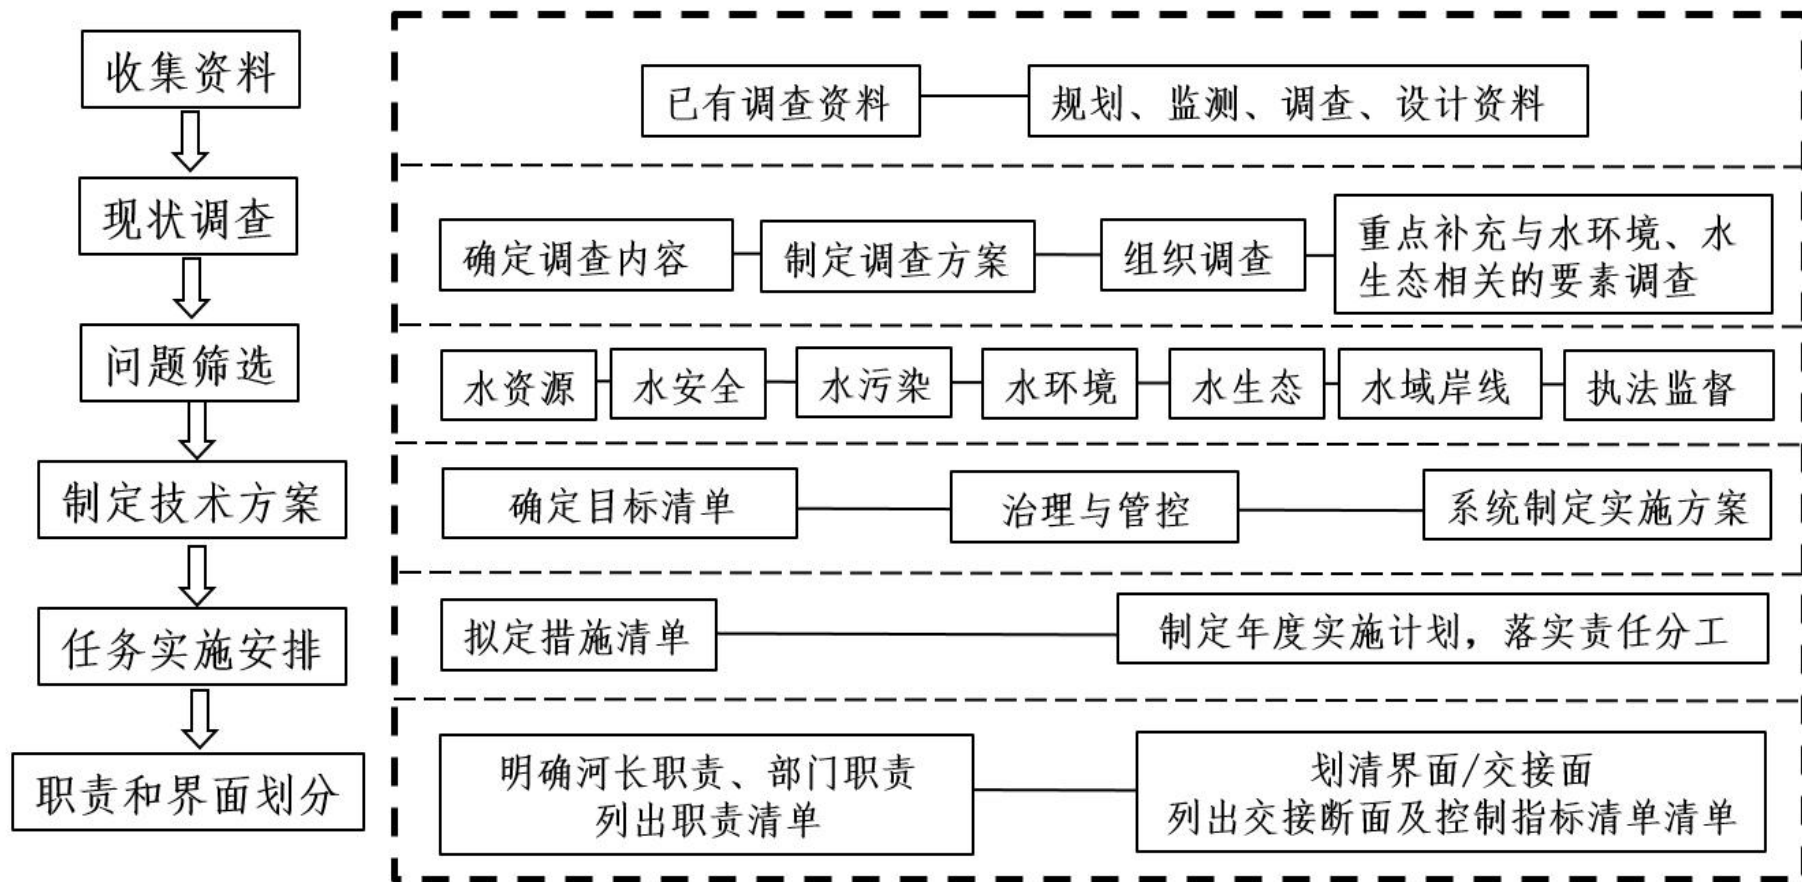 收集资料
已有调查资料
规划、监测、调查、设计资料
现状调查
确定调查内容
制定调查方案
组织调查
重点补充与水环境、水
生态相关的要素调查
问题筛选
水资源
水安全
水污染
水环境
水生态
水域岸线
执法监督
制定技术方案
确定目标清单
治理与管控
系统制定实施方案
任务实施安排
拟定措施清单
制定年度实施计划，落实责任分工
职责和界面划分
明确河长职责、部门职责
列出职责清单
划清界面/交接面
列出交接断面及控制指标清单清单